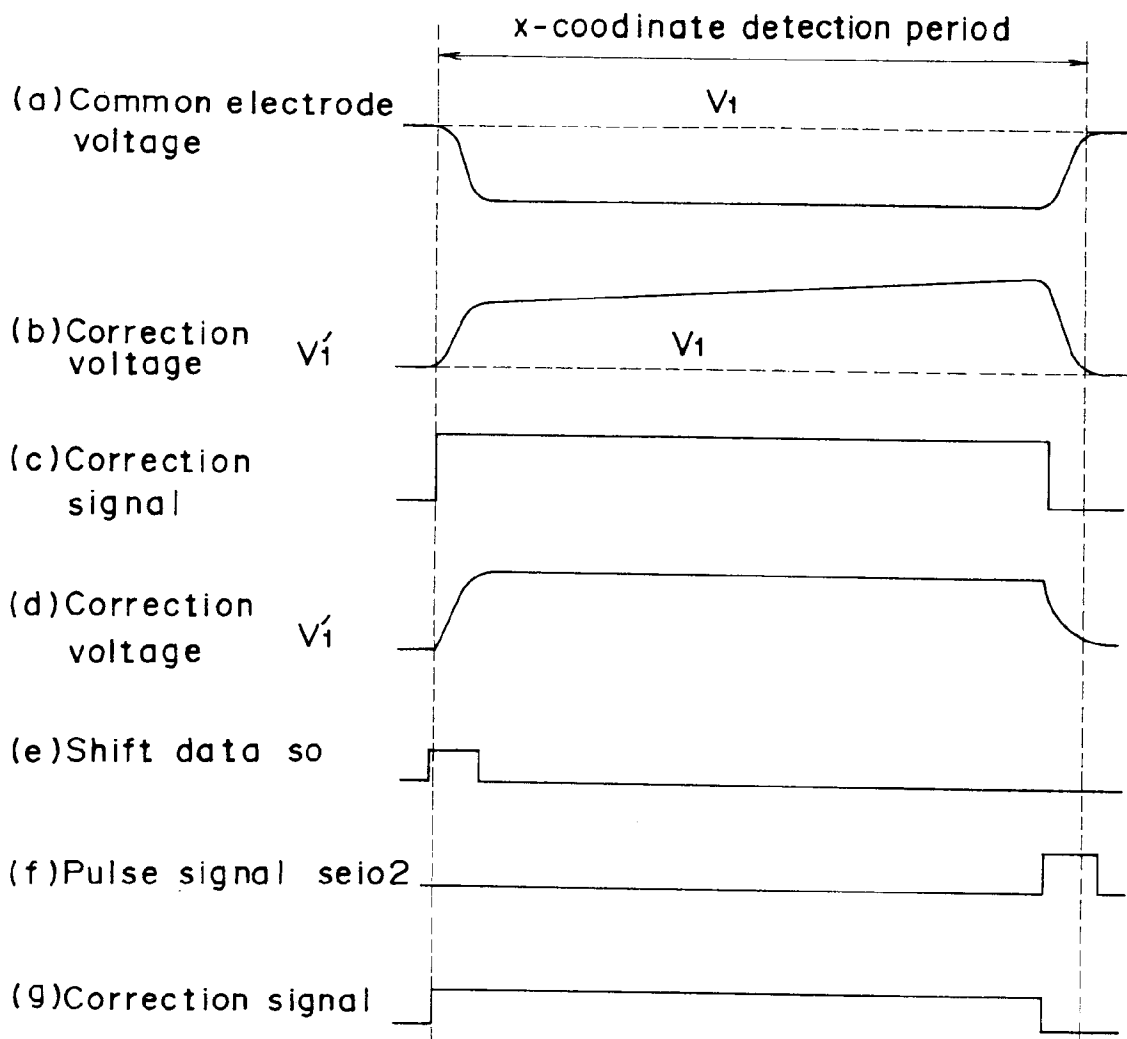 x-coodinate detection period
(a) Common electrode
voltage
V1
(b) Correction
voltage
V1′
V1
(c) Correction
signal
(d) Correction
voltage
V1′
(e) Shift data so
(f) Pulse signal seio2
(g) Correction signal